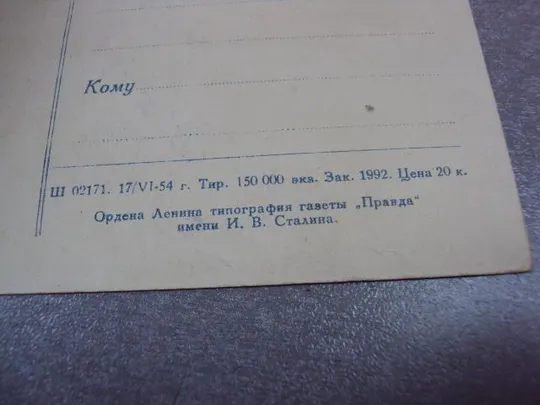 Кому
Ш 02171. 17/VI-54 г. Тир. 150 000 экз. Зак. 1992. Цена 20 к.
Ордена Ленина типография газеты „Правда“
имени И. В. Сталина.